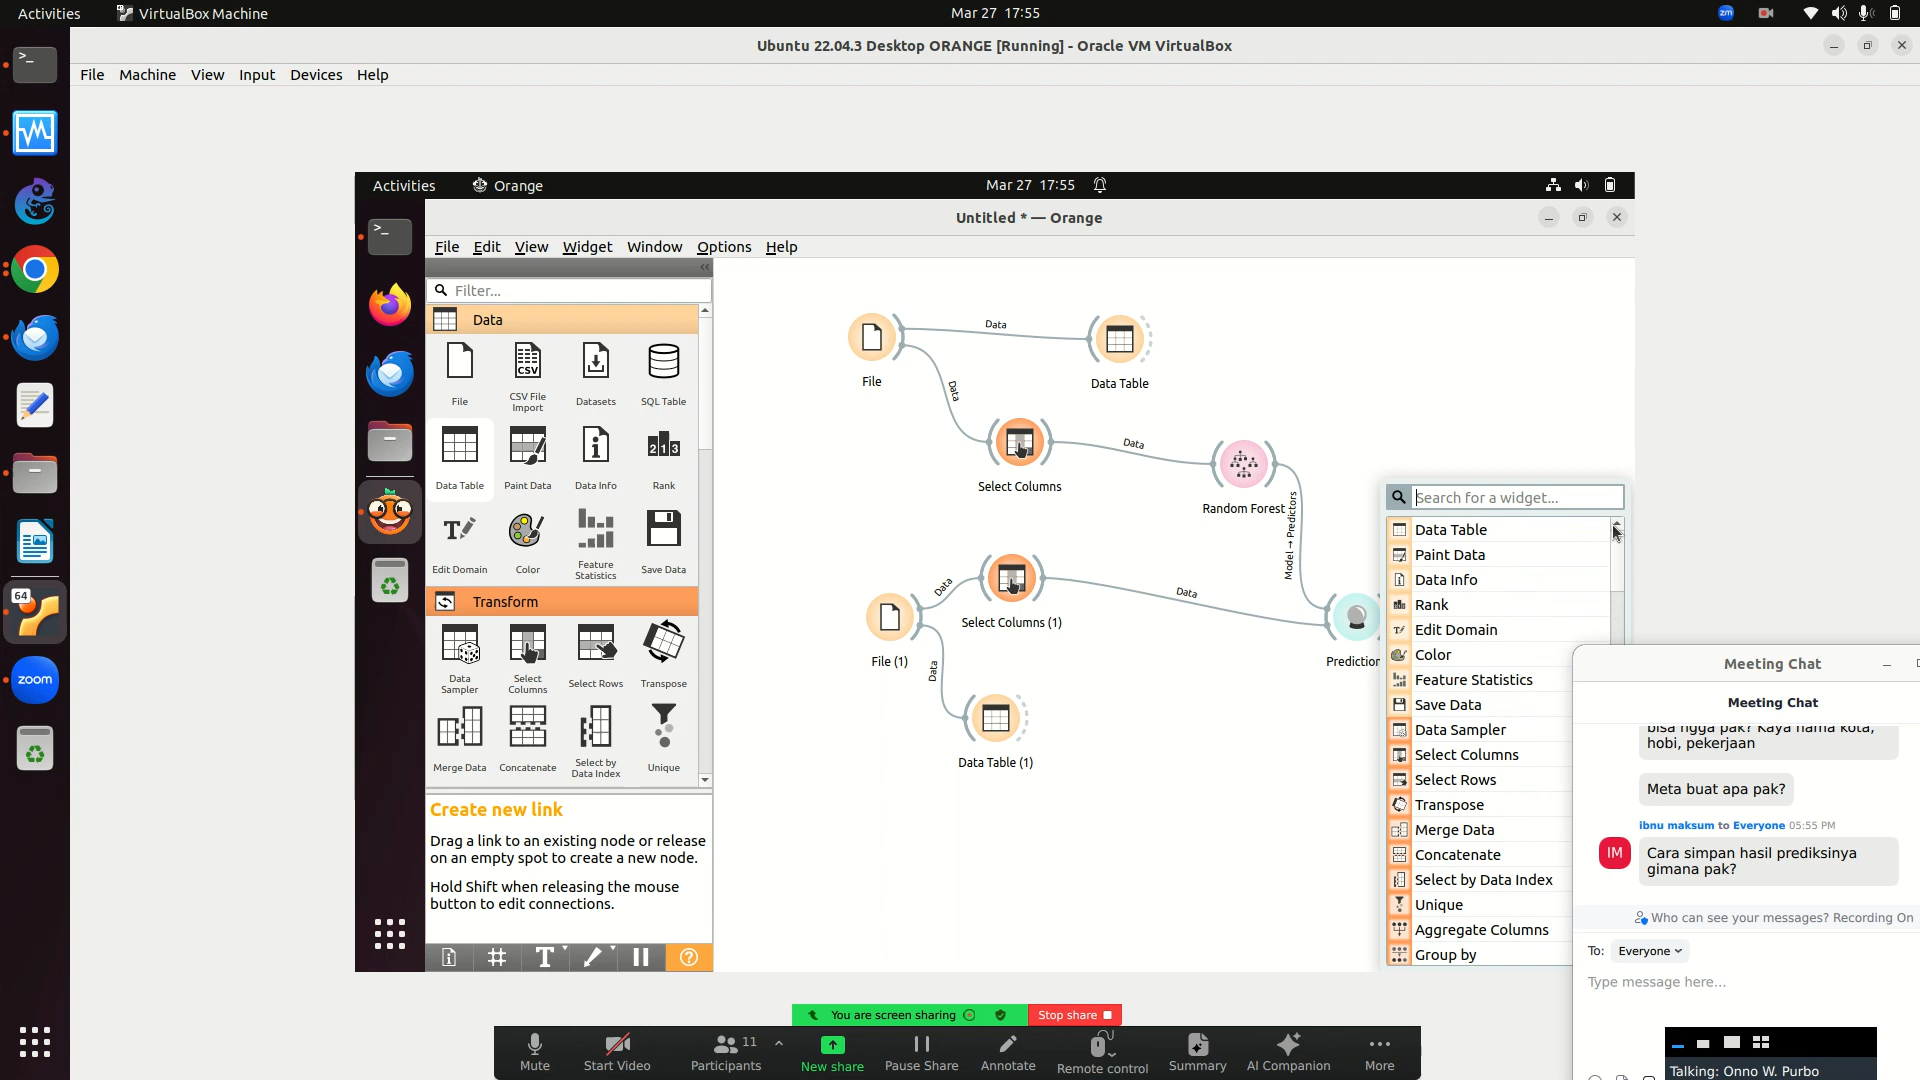 Activities
VirtualBox Machine
Mar 27 17:55
zm
Ubuntu 22.04.3 Desktop ORANGE [Running] - Oracle VM VirtualBox
File Machine View Input Devices Help
Activities
Orange
Mar 27 17:55
Untitled * — Orange
File Edit View Widget Window Options Help
Filter...
Data
File
CSV File Import
Datasets
SQL Table
Data Table
Paint Data
Data Info
Rank
Edit Domain
Color
Feature Statistics
Save Data
Transform
Data Sampler
Select Columns
Select Rows
Transpose
Merge Data
Concatenate
Select by Data Index
Unique
Create new link
Drag a link to an existing node or release
on an empty spot to create a new node.
Hold Shift when releasing the mouse
button to edit connections.
File
Data
Data Table
Data
Select Columns
Data
Random Forest
Model → Predictors
File (1)
Data
Select Columns (1)
Data
Data
Data Table (1)
Prediction
Search for a widget...
Data Table
Paint Data
Data Info
Rank
Edit Domain
Color
Feature Statistics
Save Data
Data Sampler
Select Columns
Select Rows
Transpose
Merge Data
Concatenate
Select by Data Index
Unique
Aggregate Columns
Group by
Meeting Chat
Meeting Chat
bisa ngga pak? Kaya nama kota,
hobi, pekerjaan
Meta buat apa pak?
ibnu maksum to Everyone 05:55 PM
IM
Cara simpan hasil prediksinya
gimana pak?
Who can see your messages? Recording On
To: Everyone
Type message here...
Talking: Onno W. Purbo
64
zoom
You are screen sharing
Stop share
Mute
Start Video
Participants 11
New share
Pause Share
Annotate
Remote control
Summary
AI Companion
More